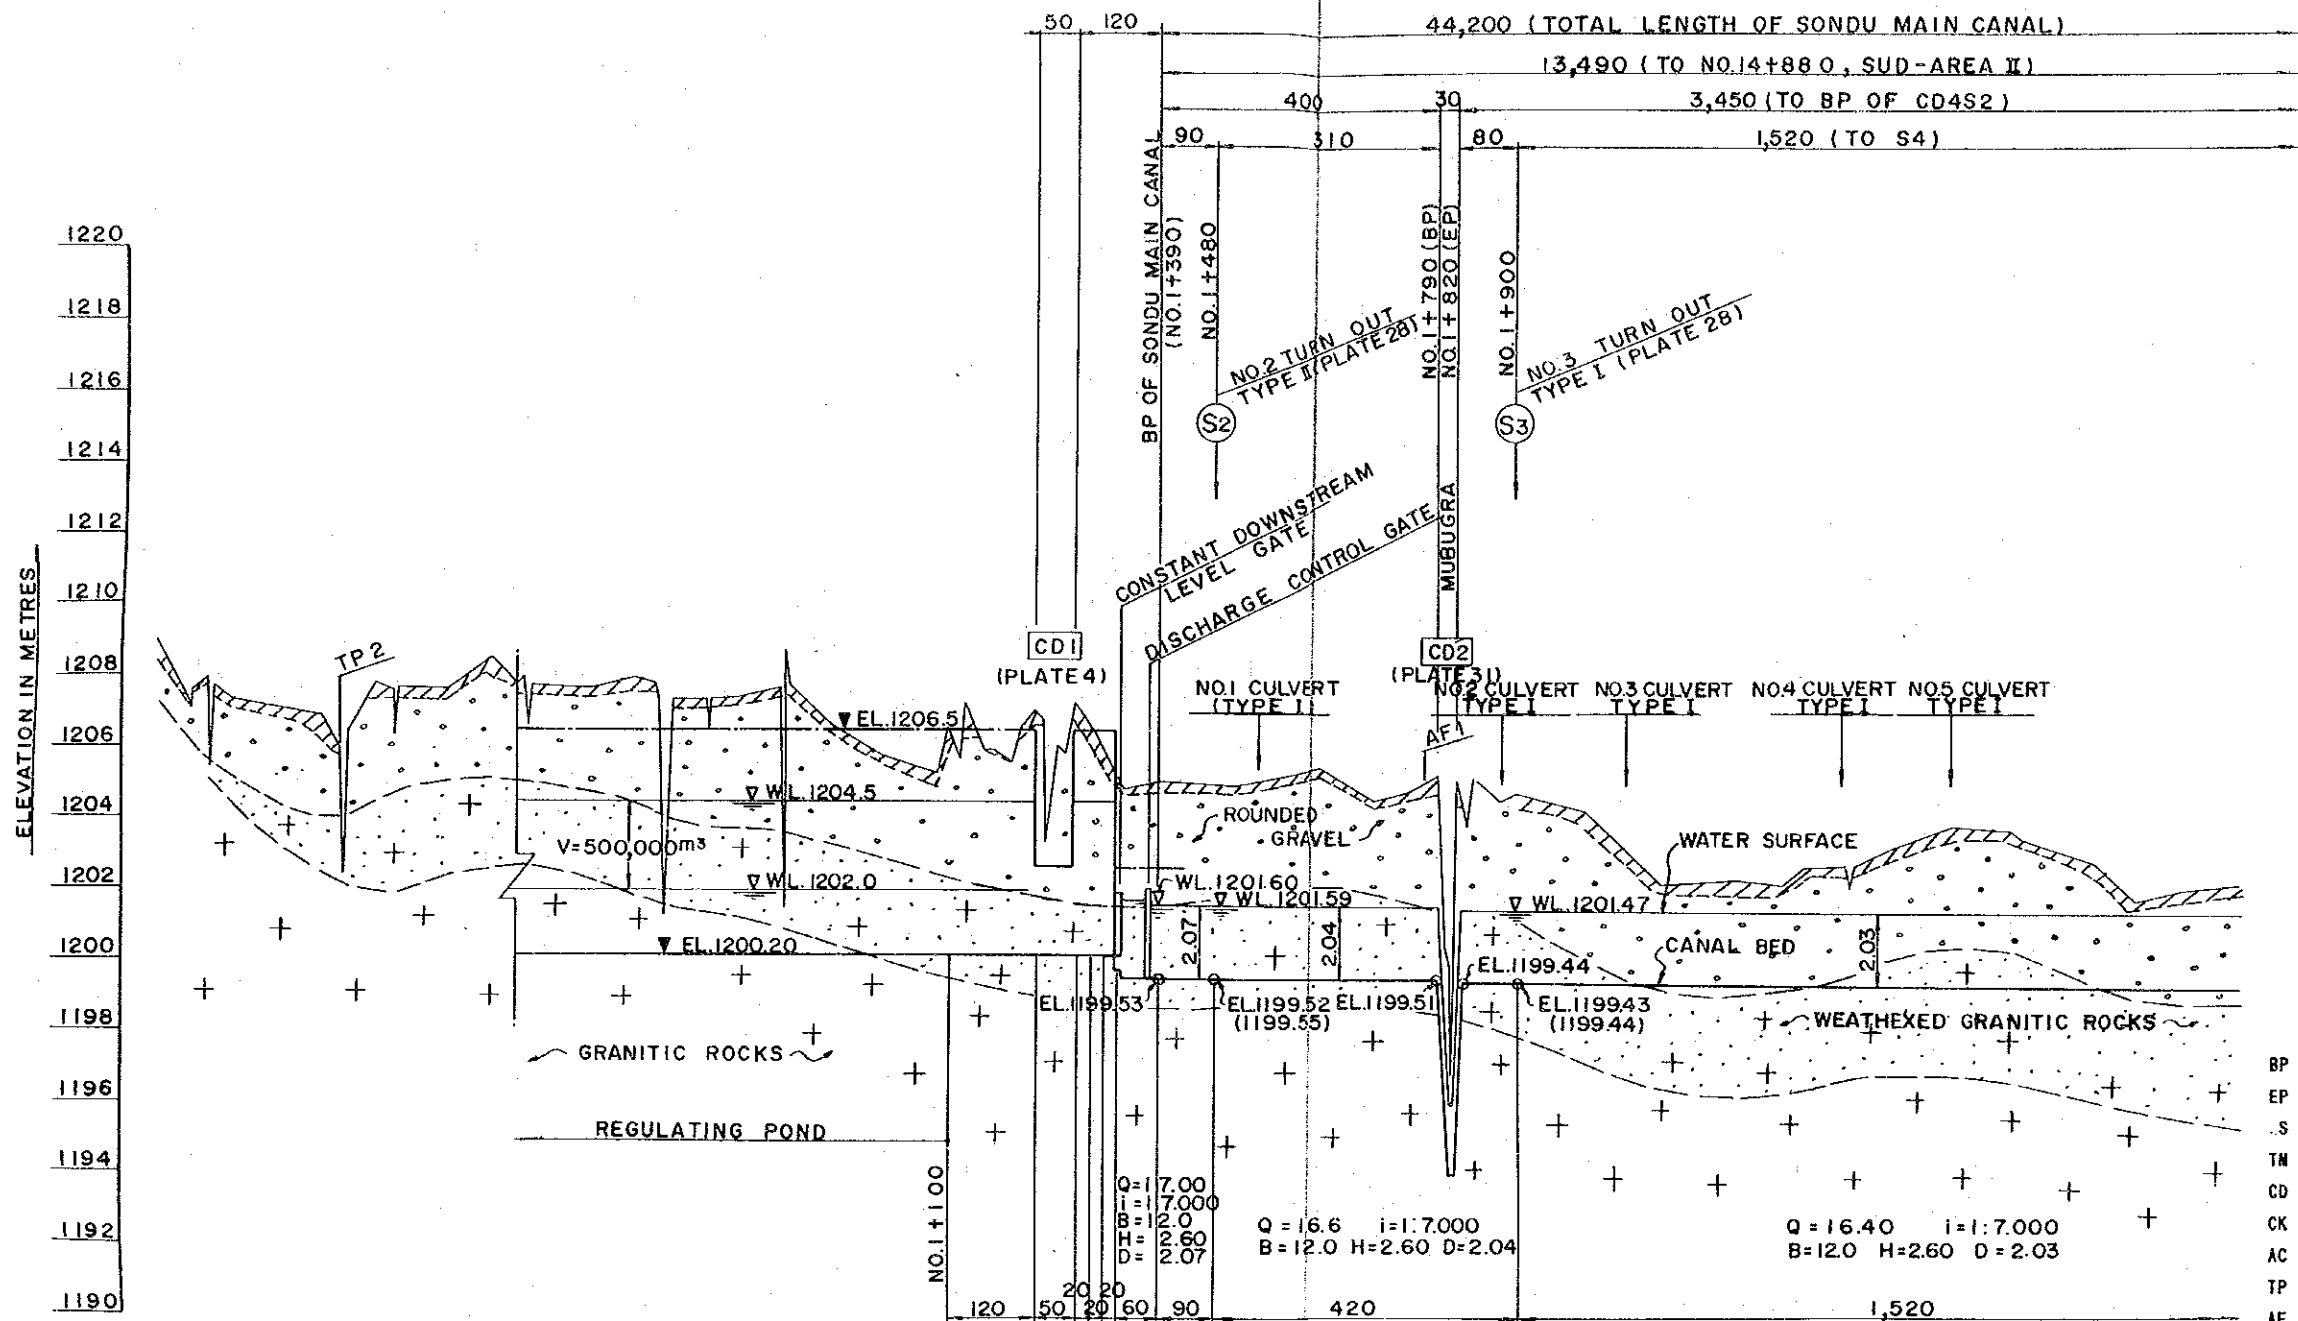 50 120
44,200 (TOTAL LENGTH OF SONDU MAIN CANAL)
13,490 (TO NO.14+880, SUD-AREA II)
400 30 3,450 (TO BP OF CD4S2)
90 310 80 1,520 (TO S4)
BP OF SONDU MAIN CANAL
(NO.1+390)
NO.1+480
NO.1+790 (BP)
NO.1+820 (EP)
NO.1+900
MUBUGRA
NO.2 TURN OUT
TYPE II (PLATE 28)
NO.3 TURN OUT
TYPE I (PLATE 28)
S2
S3
ELEVATION IN METRES
1220
1218
1216
1214
1212
1210
1208
1206
1204
1202
1200
1198
1196
1194
1192
1190
CONSTANT DOWNSTREAM
LEVEL GATE
DISCHARGE CONTROL GATE
TP 2
CD1
(PLATE 4)
CD2
(PLATE 31)
NO.1 CULVERT
(TYPE I)
NO.2 CULVERT
TYPE I
NO.3 CULVERT
TYPE I
NO.4 CULVERT
TYPE I
NO.5 CULVERT
TYPE I
AF1
EL.1206.5
WL.1204.5
V=500,000m³
WL.1202.0
EL.1200.20
ROUNDED
GRAVEL
WATER SURFACE
WL.1201.60
WL.1201.59
WL.1201.47
2.07
2.04
2.03
CANAL BED
EL.1199.44
EL.1199.53
EL.1199.52
(1199.55)
EL.1199.51
EL.1199.43
(1199.44)
WEATHEXED GRANITIC ROCKS
GRANITIC ROCKS
REGULATING POND
NO.1+100
Q=17.00
i=1:7.000
B=12.0
H=2.60
D=2.07
Q=16.6 i=1:7.000
B=12.0 H=2.60 D=2.04
Q=16.40 i=1:7.000
B=12.0 H=2.60 D=2.03
20 20
120 50 20 60 90 420 1,520
BP
EP
S
TN
CD
CK
AC
TP
AF